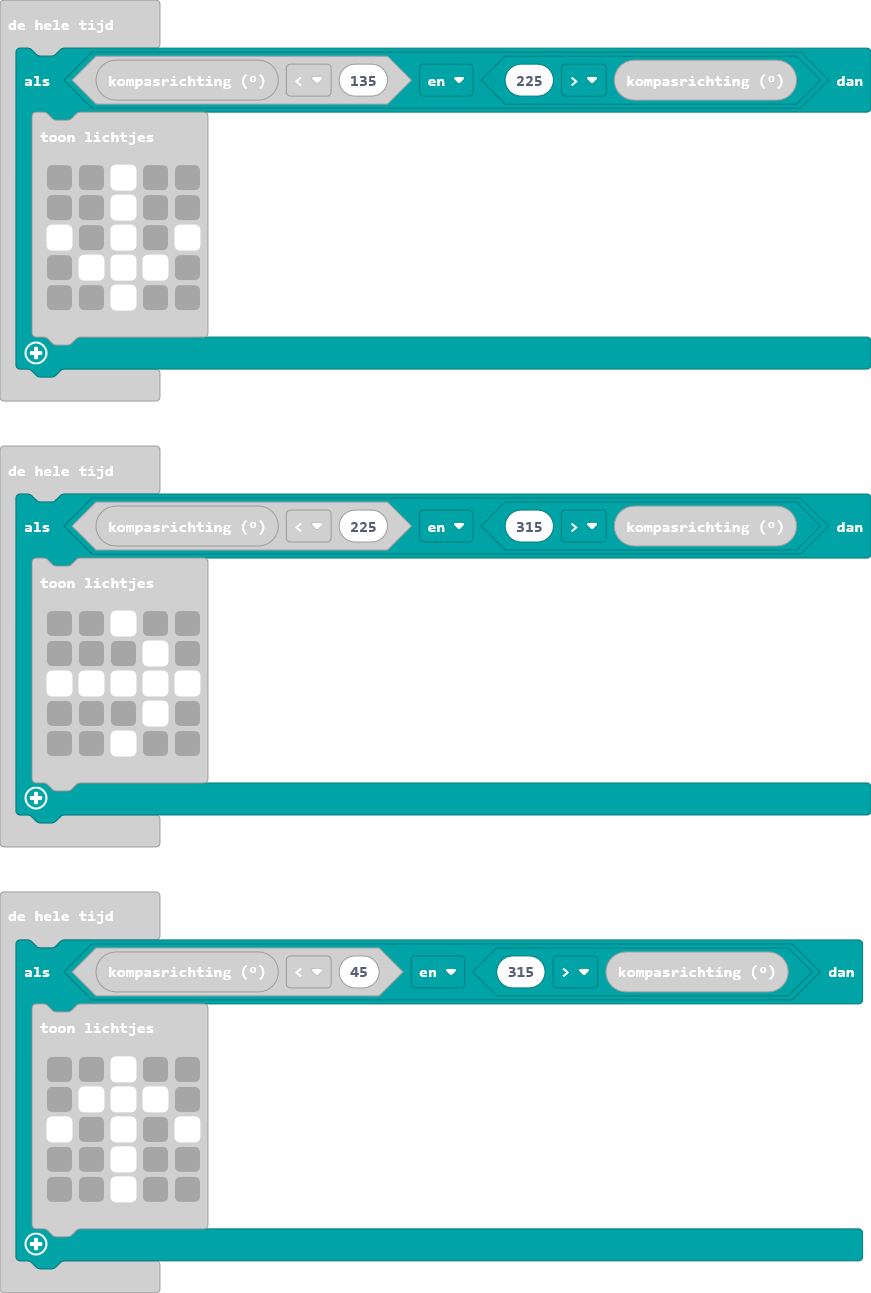 de hele tijd
als kompasrichting (º) < 135 en 225 > kompasrichting (º) dan
toon lichtjes
de hele tijd
als kompasrichting (º) < 225 en 315 > kompasrichting (º) dan
toon lichtjes
de hele tijd
als kompasrichting (º) < 45 en 315 > kompasrichting (º) dan
toon lichtjes